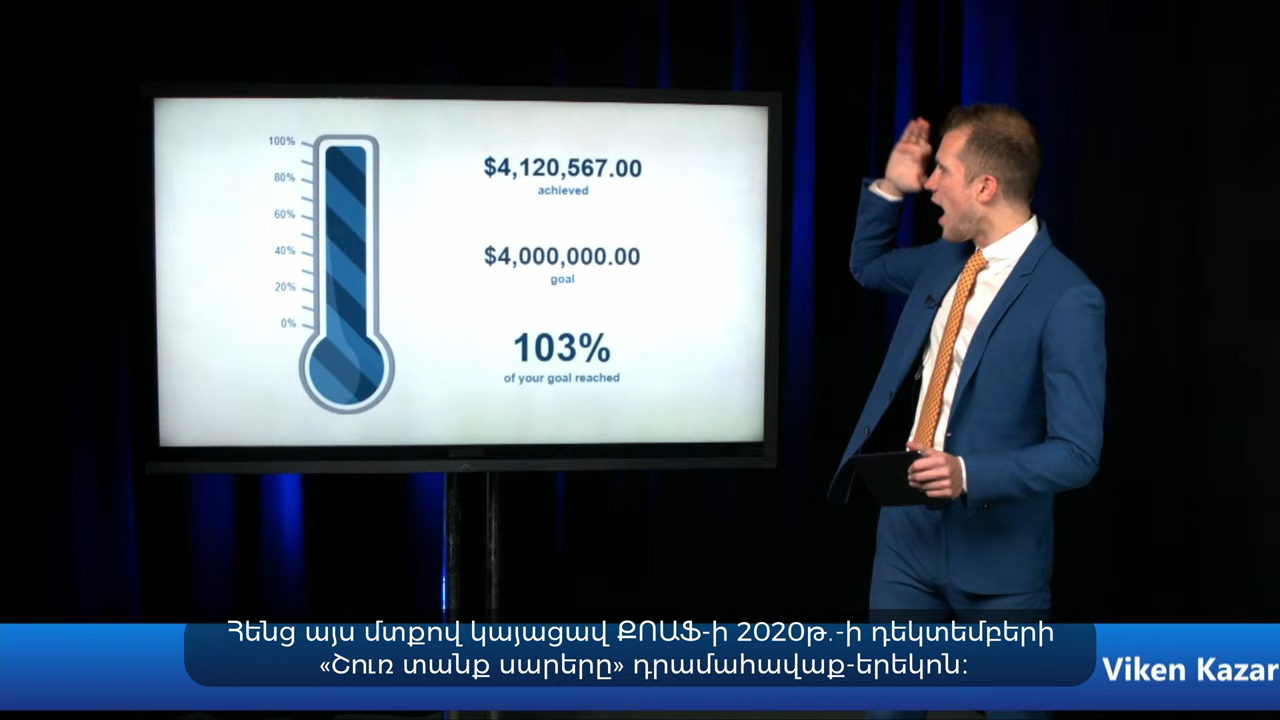 100%
80%
60%
40%
20%
0%
$4,120,567.00
achieved
$4,000,000.00
goal
103%
of your goal reached
Հենց այս մտքով կայացավ ՔՈԱՖ-ի 2020թ.-ի դեկտեմբերի
«Շուռ տանք սարերը» դրամահավաք-երեկոն:
Viken Kazar